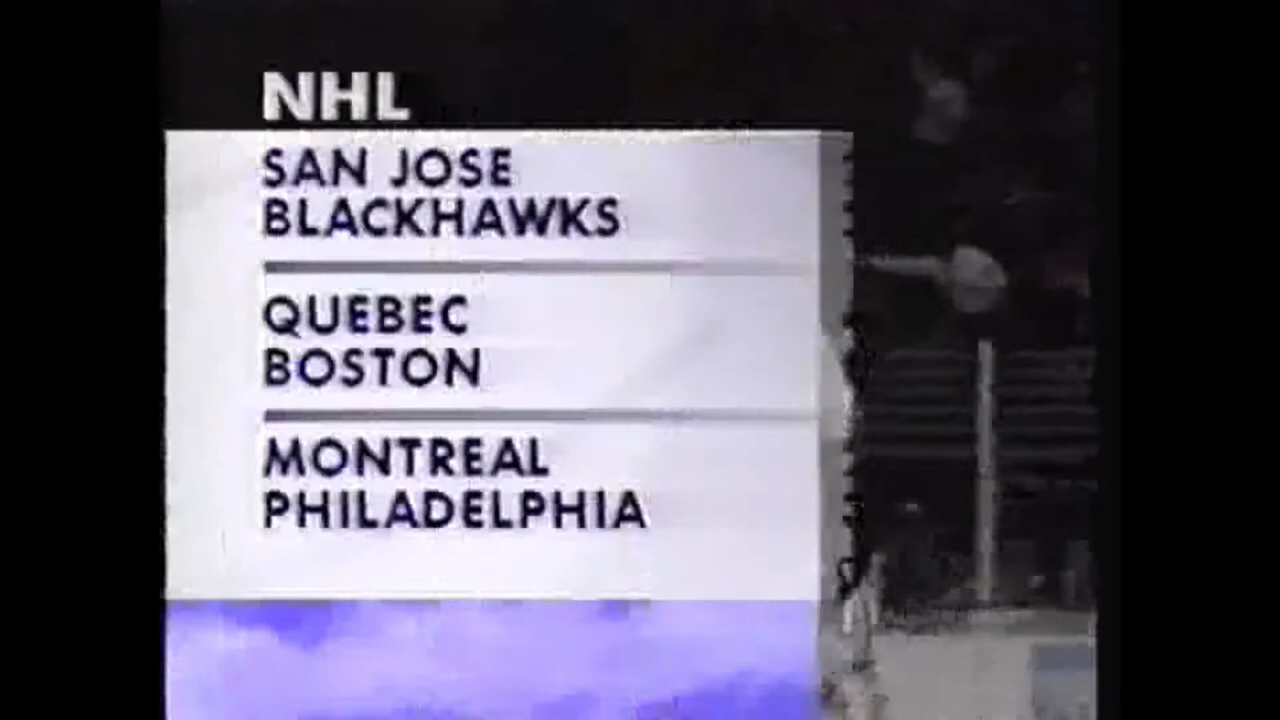 NHL
SAN JOSE
BLACKHAWKS
QUEBEC
BOSTON
MONTREAL
PHILADELPHIA